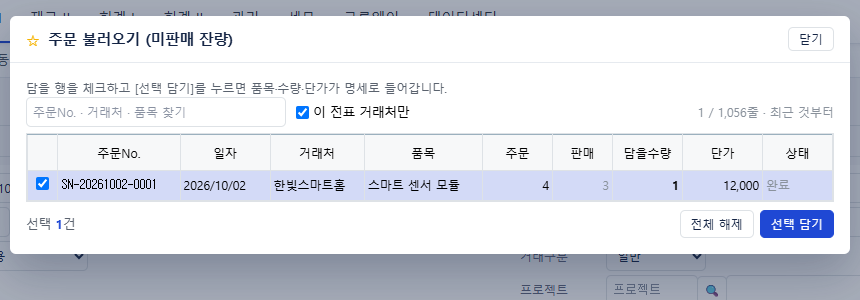 ☆ 주문 불러오기 (미판매 잔량) 닫기
담을 행을 체크하고 [선택 담기]를 누르면 품목·수량·단가가 명세로 들어갑니다.
주문No. · 거래처 · 품목 찾기 이 전표 거래처만 1 / 1,056줄 · 최근 것부터
주문No. 일자 거래처 품목 주문 판매 담을수량 단가 상태
SN-20261002-0001 2026/10/02 한빛스마트홈 스마트 센서 모듈 4 3 1 12,000 완료
선택 1건 전체 해제 선택 담기
거래구분 일반
프로젝트 프로젝트